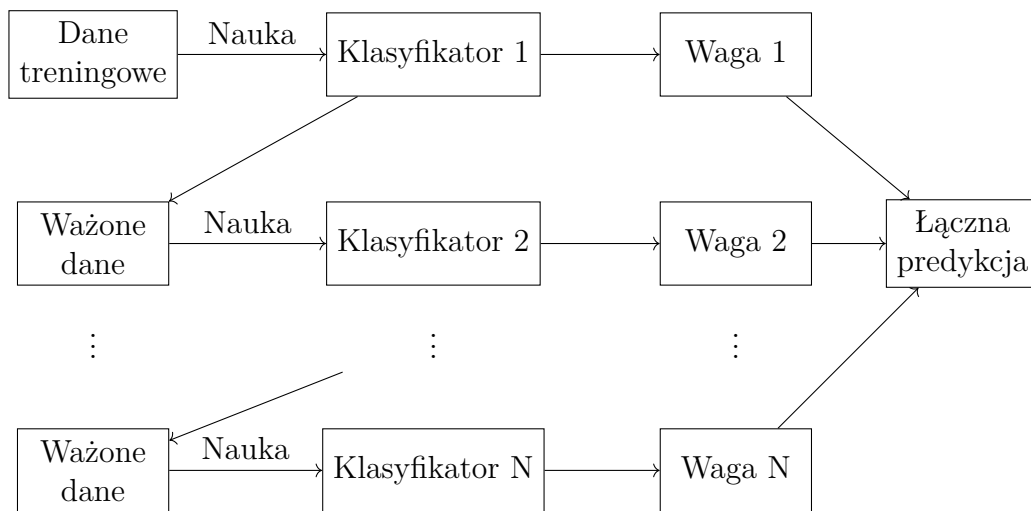 Dane
treningowe
Nauka
Klasyfikator 1
Waga 1
Ważone
dane
Nauka
Klasyfikator 2
Waga 2
Łączna
predykcja
⋮
⋮
⋮
Ważone
dane
Nauka
Klasyfikator N
Waga N